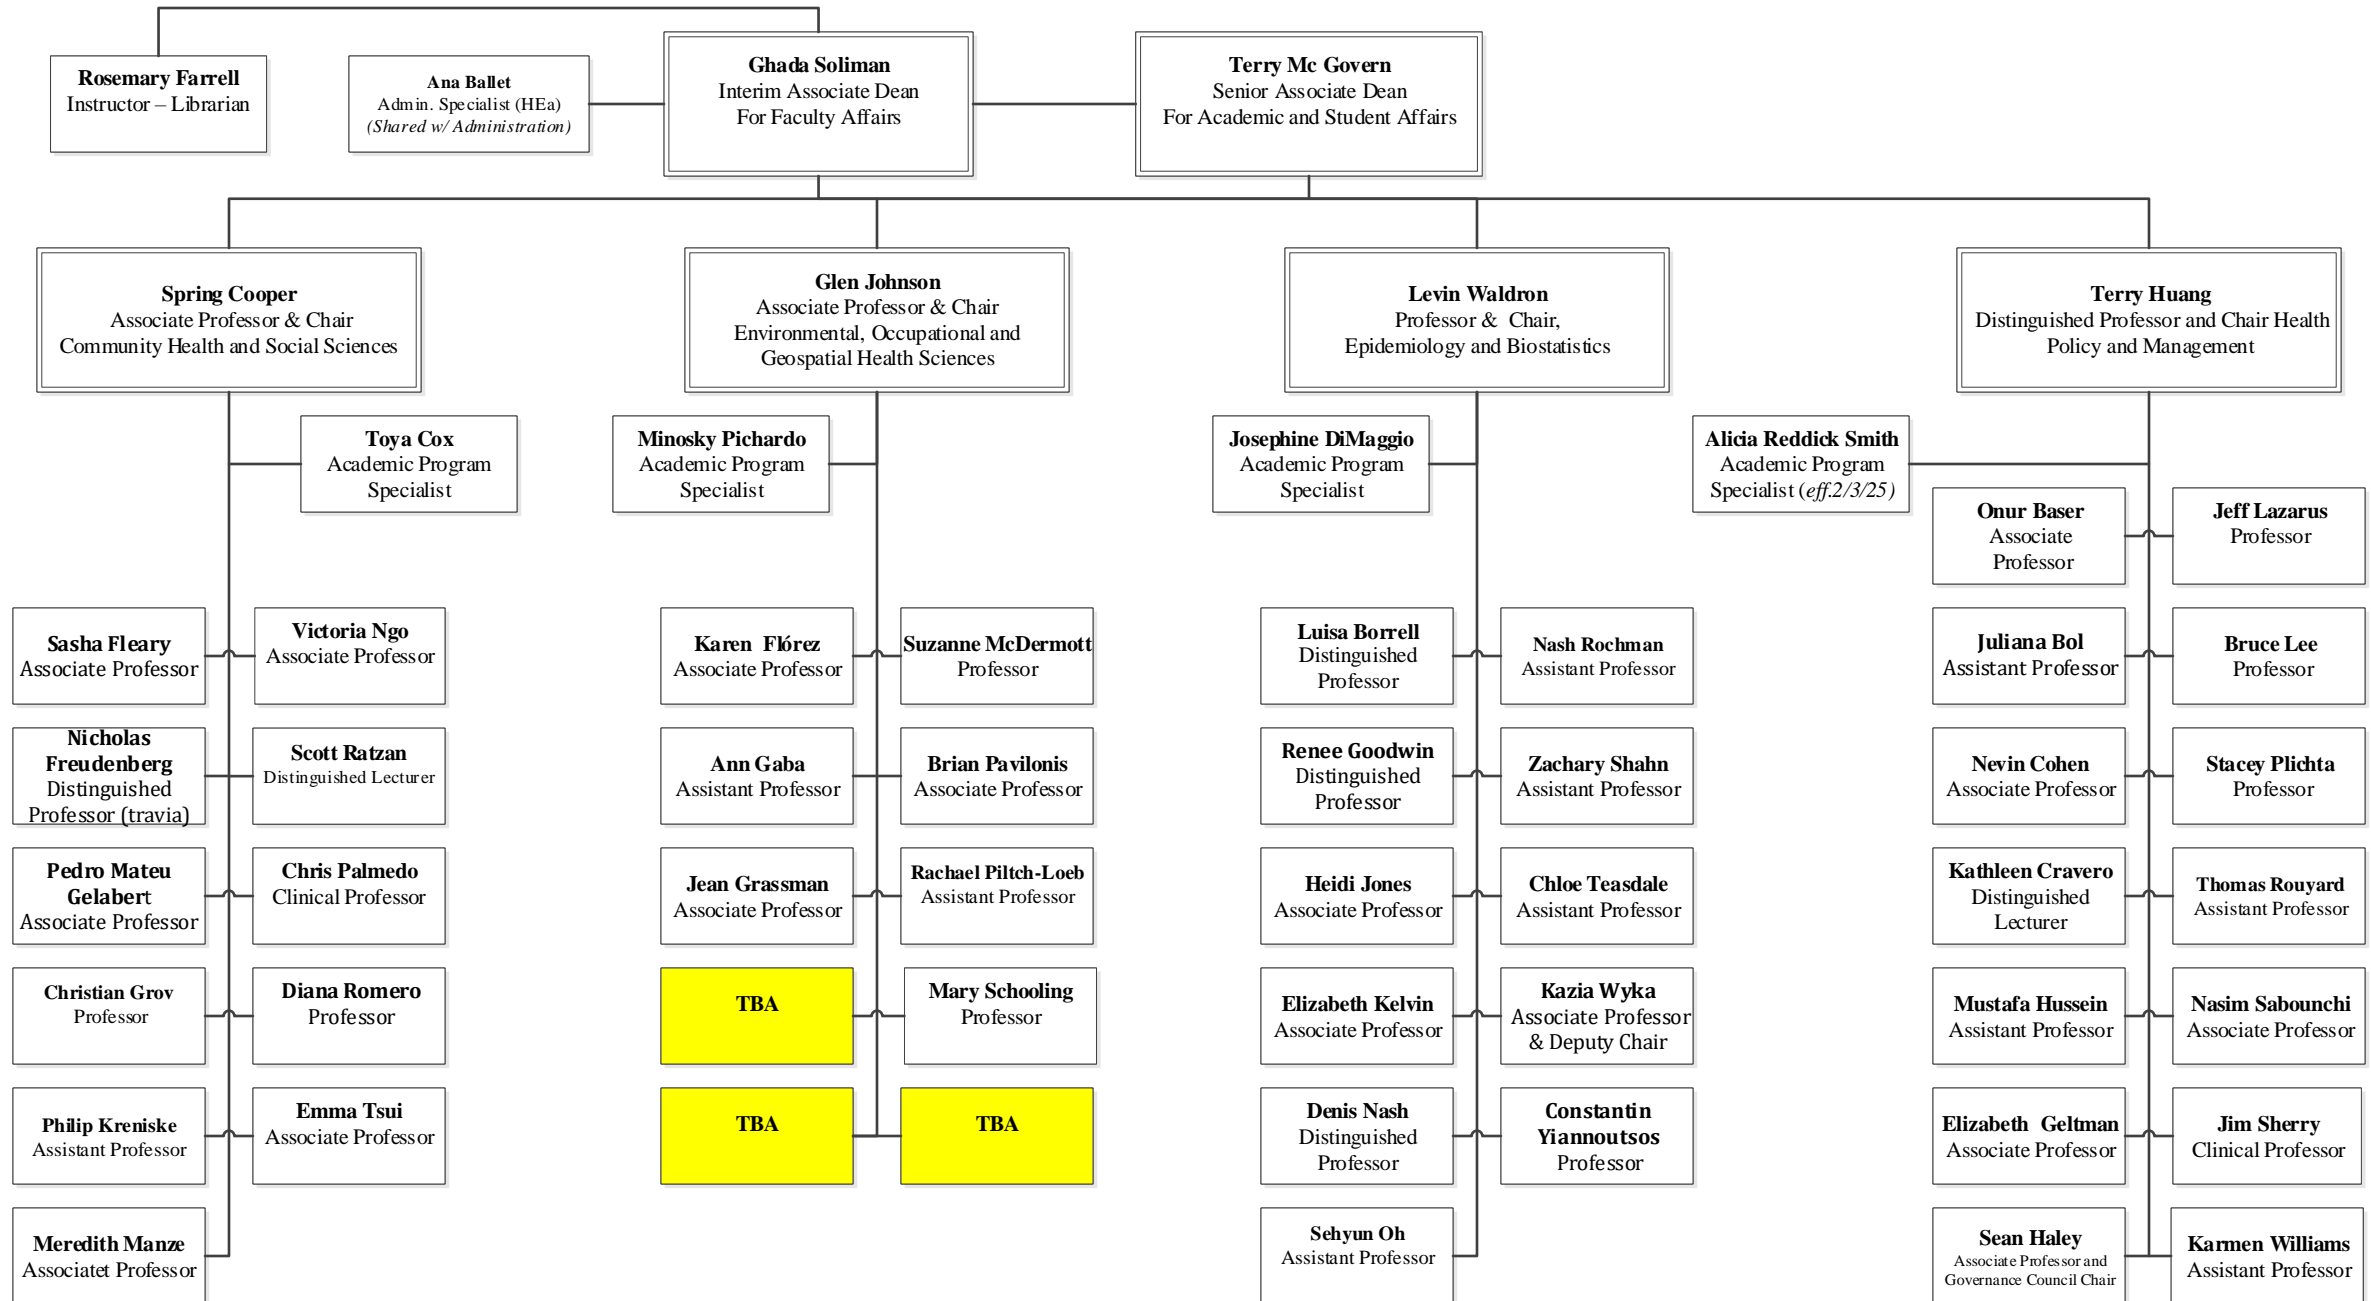 Rosemary Farrell
Instructor – Librarian
Ana Ballet
Admin. Specialist (HEa)
(Shared w/ Administration)
Ghada Soliman
Interim Associate Dean
For Faculty Affairs
Terry Mc Govern
Senior Associate Dean
For Academic and Student Affairs
Spring Cooper
Associate Professor & Chair
Community Health and Social Sciences
Glen Johnson
Associate Professor & Chair
Environmental, Occupational and
Geospatial Health Sciences
Levin Waldron
Professor & Chair,
Epidemiology and Biostatistics
Terry Huang
Distinguished Professor and Chair Health
Policy and Management
Toya Cox
Academic Program
Specialist
Minosky Pichardo
Academic Program
Specialist
Josephine DiMaggio
Academic Program
Specialist
Alicia Reddick Smith
Academic Program
Specialist (eff.2/3/25)
Onur Baser
Associate
Professor
Jeff Lazarus
Professor
Sasha Fleary
Associate Professor
Victoria Ngo
Associate Professor
Karen Flórez
Associate Professor
Suzanne McDermott
Professor
Luisa Borrell
Distinguished
Professor
Nash Rochman
Assistant Professor
Juliana Bol
Assistant Professor
Bruce Lee
Professor
Nicholas
Freudenberg
Distinguished
Professor (travia)
Scott Ratzan
Distinguished Lecturer
Ann Gaba
Assistant Professor
Brian Pavilonis
Associate Professor
Renee Goodwin
Distinguished
Professor
Zachary Shahn
Assistant Professor
Nevin Cohen
Associate Professor
Stacey Plichta
Professor
Pedro Mateu
Gelabert
Associate Professor
Chris Palmedo
Clinical Professor
Jean Grassman
Associate Professor
Rachael Piltch-Loeb
Assistant Professor
Heidi Jones
Associate Professor
Chloe Teasdale
Assistant Professor
Kathleen Cravero
Distinguished
Lecturer
Thomas Rouyard
Assistant Professor
Christian Grov
Professor
Diana Romero
Professor
TBA
Mary Schooling
Professor
Elizabeth Kelvin
Associate Professor
Kazia Wyka
Associate Professor
& Deputy Chair
Mustafa Hussein
Assistant Professor
Nasim Sabounchi
Associate Professor
Philip Kreniske
Assistant Professor
Emma Tsui
Associate Professor
TBA
TBA
Denis Nash
Distinguished
Professor
Constantin
Yiannoutsos
Professor
Elizabeth Geltman
Associate Professor
Jim Sherry
Clinical Professor
Meredith Manze
Associatet Professor
Sehyun Oh
Assistant Professor
Sean Haley
Associate Professor and
Governance Council Chair
Karmen Williams
Assistant Professor